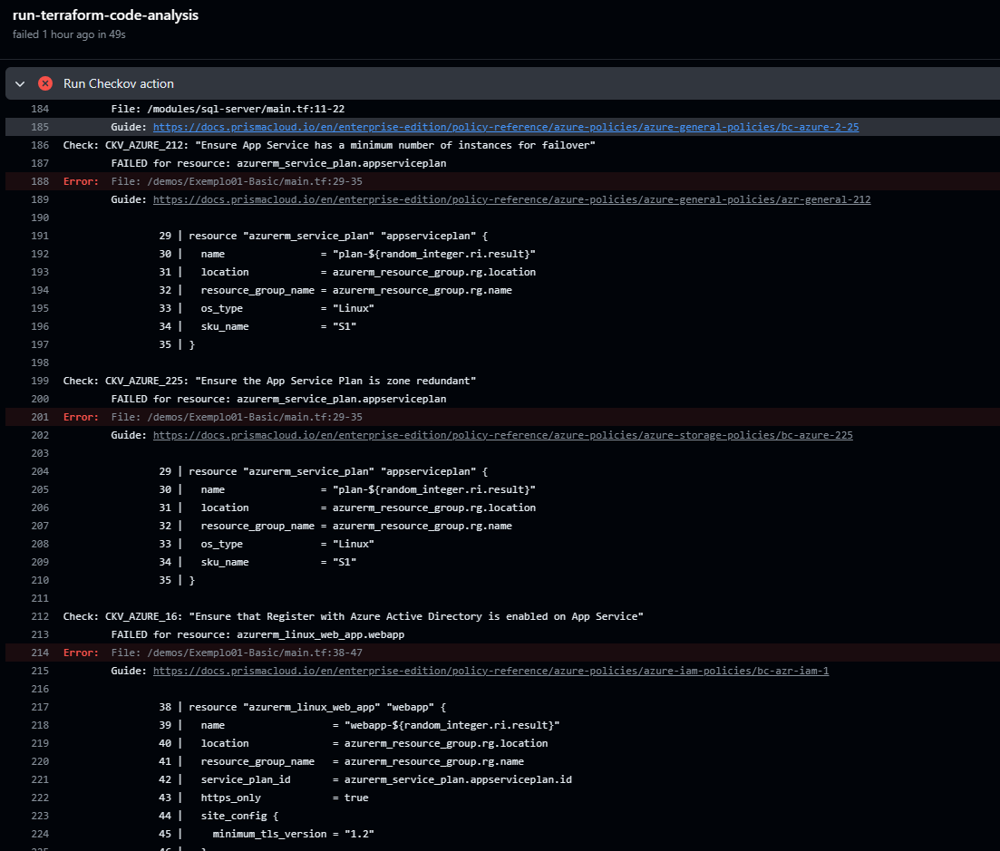 run-terraform-code-analysis
failed 1 hour ago in 49s
Run Checkov action
184 File: /modules/sql-server/main.tf:11-22
185 Guide: https://docs.prismacloud.io/en/enterprise-edition/policy-reference/azure-policies/azure-general-policies/bc-azure-2-25
186 Check: CKV_AZURE_212: "Ensure App Service has a minimum number of instances for failover"
187 FAILED for resource: azurerm_service_plan.appserviceplan
188 Error: File: /demos/Exemplo01-Basic/main.tf:29-35
189 Guide: https://docs.prismacloud.io/en/enterprise-edition/policy-reference/azure-policies/azure-general-policies/azr-general-212
190
191 29 | resource "azurerm_service_plan" "appserviceplan" {
192 30 |   name                = "plan-${random_integer.ri.result}"
193 31 |   location            = azurerm_resource_group.rg.location
194 32 |   resource_group_name = azurerm_resource_group.rg.name
195 33 |   os_type             = "Linux"
196 34 |   sku_name            = "S1"
197 35 | }
198
199 Check: CKV_AZURE_225: "Ensure the App Service Plan is zone redundant"
200 FAILED for resource: azurerm_service_plan.appserviceplan
201 Error: File: /demos/Exemplo01-Basic/main.tf:29-35
202 Guide: https://docs.prismacloud.io/en/enterprise-edition/policy-reference/azure-policies/azure-storage-policies/bc-azure-225
203
204 29 | resource "azurerm_service_plan" "appserviceplan" {
205 30 |   name                = "plan-${random_integer.ri.result}"
206 31 |   location            = azurerm_resource_group.rg.location
207 32 |   resource_group_name = azurerm_resource_group.rg.name
208 33 |   os_type             = "Linux"
209 34 |   sku_name            = "S1"
210 35 | }
211
212 Check: CKV_AZURE_16: "Ensure that Register with Azure Active Directory is enabled on App Service"
213 FAILED for resource: azurerm_linux_web_app.webapp
214 Error: File: /demos/Exemplo01-Basic/main.tf:38-47
215 Guide: https://docs.prismacloud.io/en/enterprise-edition/policy-reference/azure-policies/azure-iam-policies/bc-azr-iam-1
216
217 38 | resource "azurerm_linux_web_app" "webapp" {
218 39 |   name                  = "webapp-${random_integer.ri.result}"
219 40 |   location              = azurerm_resource_group.rg.location
220 41 |   resource_group_name   = azurerm_resource_group.rg.name
221 42 |   service_plan_id       = azurerm_service_plan.appserviceplan.id
222 43 |   https_only            = true
223 44 |   site_config {
224 45 |     minimum_tls_version = "1.2"